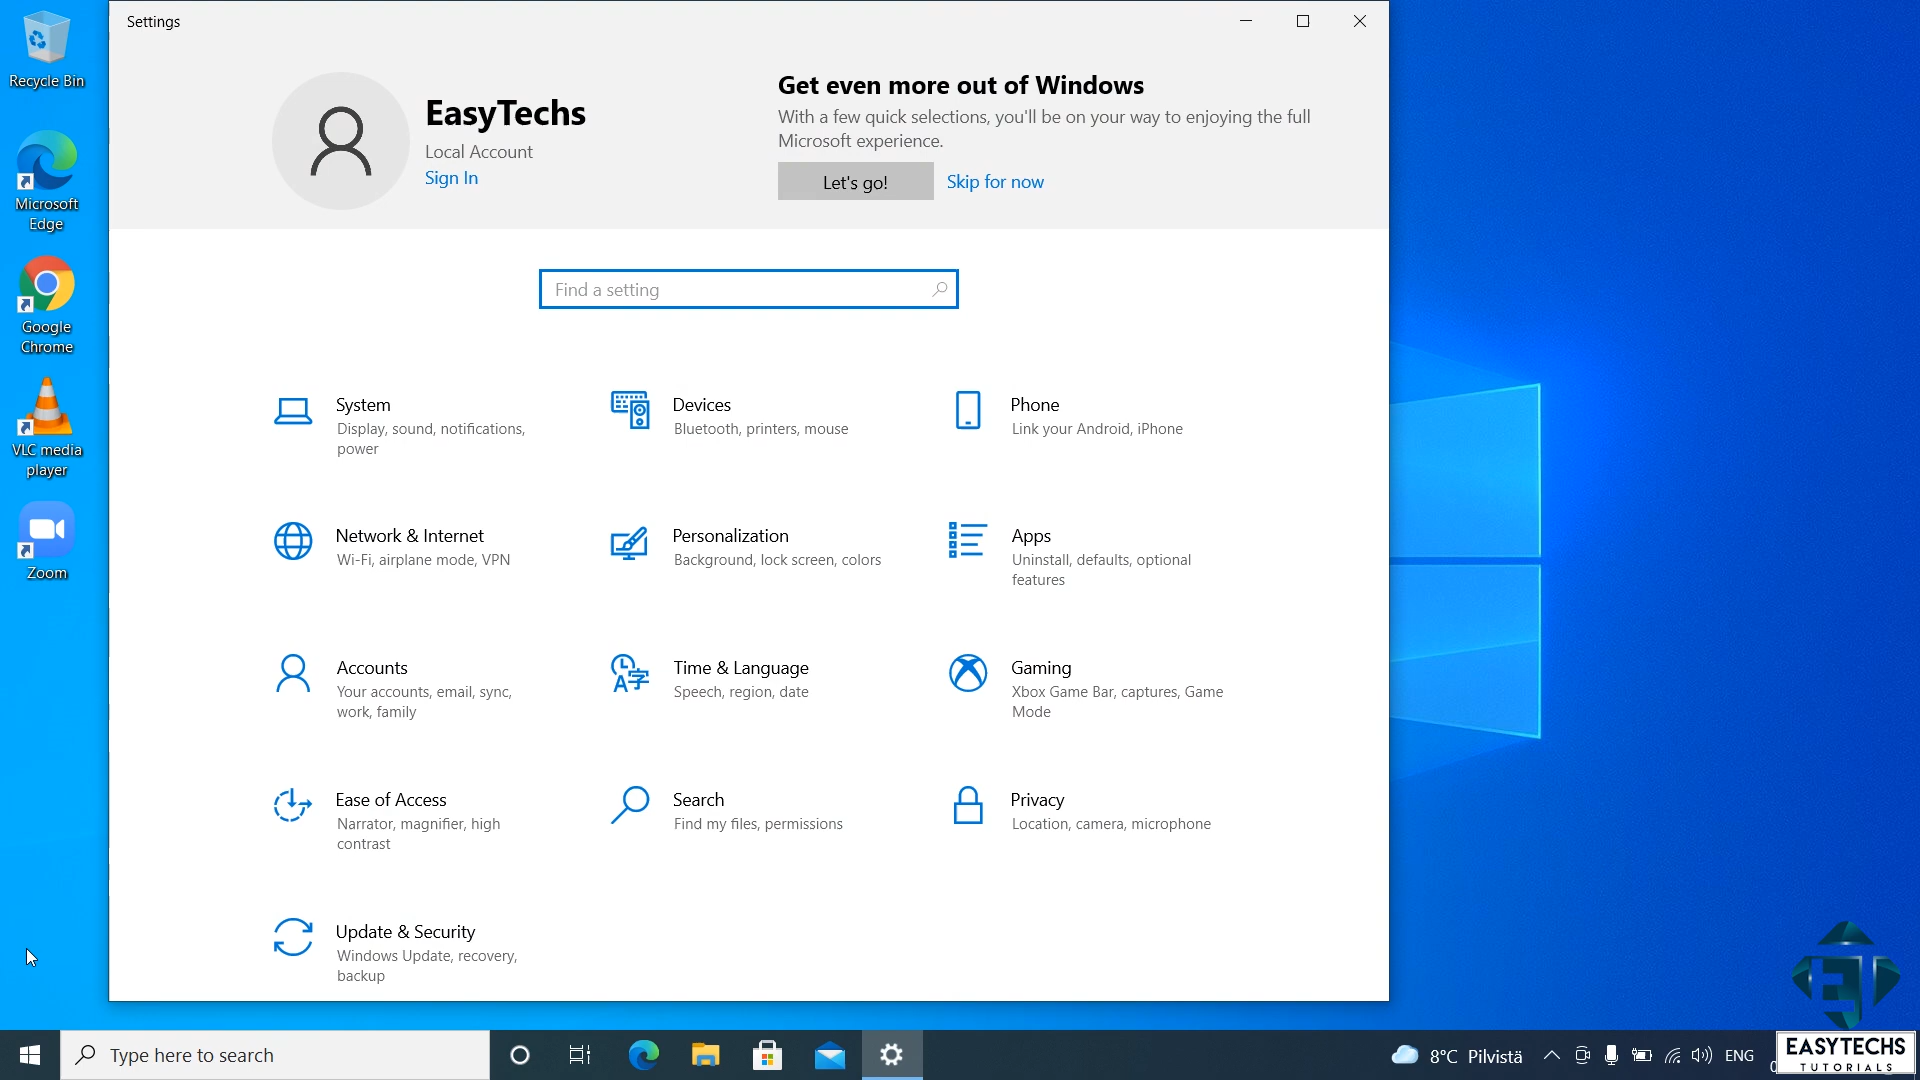 Settings
Recycle Bin
Microsoft
Edge
Google
Chrome
VLC media
player
Zoom
EasyTechs
Local Account
Sign In
Get even more out of Windows
With a few quick selections, you'll be on your way to enjoying the full
Microsoft experience.
Let's go!
Skip for now
Find a setting
System
Display, sound, notifications,
power
Devices
Bluetooth, printers, mouse
Phone
Link your Android, iPhone
Network & Internet
Wi-Fi, airplane mode, VPN
Personalization
Background, lock screen, colors
Apps
Uninstall, defaults, optional
features
Accounts
Your accounts, email, sync,
work, family
Time & Language
Speech, region, date
Gaming
Xbox Game Bar, captures, Game
Mode
Ease of Access
Narrator, magnifier, high
contrast
Search
Find my files, permissions
Privacy
Location, camera, microphone
Update & Security
Windows Update, recovery,
backup
Type here to search
8°C Pilvistä
ENG
EASYTECHS
TUTORIALS